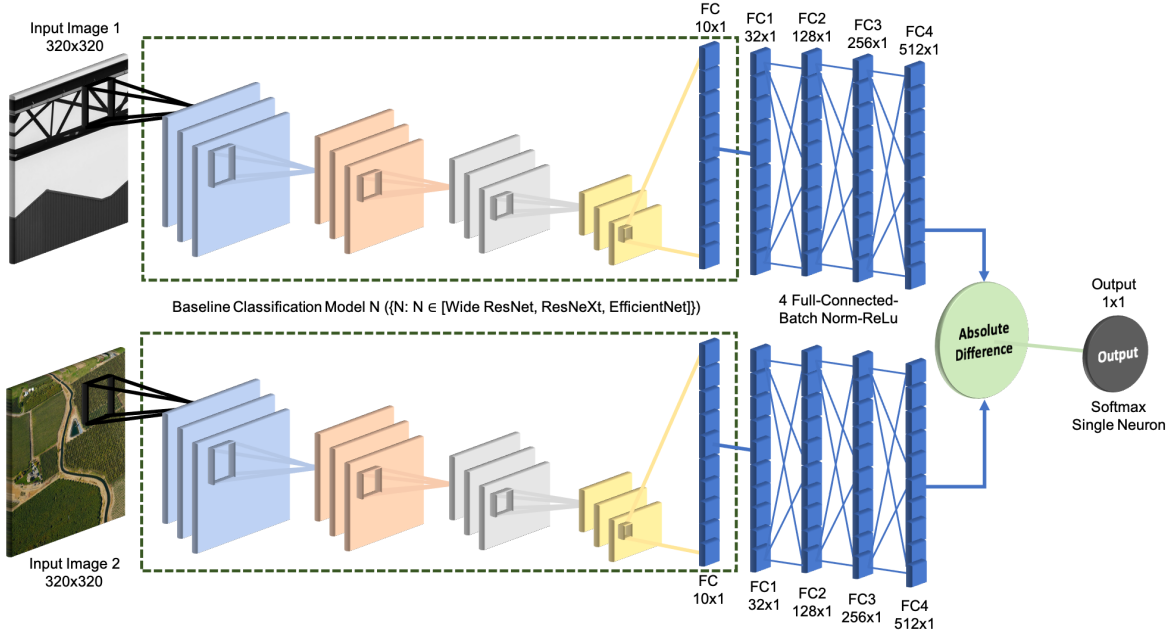 Input Image 1
320x320
FC
10x1
FC1
32x1
FC2
128x1
FC3
256x1
FC4
512x1
Baseline Classification Model N ({N: N ∈ [Wide ResNet, ResNeXt, EfficientNet]})
4 Full-Connected-
Batch Norm-ReLu
Absolute
Difference
Output
1x1
Output
Softmax
Single Neuron
Input Image 2
320x320
FC
10x1
FC1
32x1
FC2
128x1
FC3
256x1
FC4
512x1